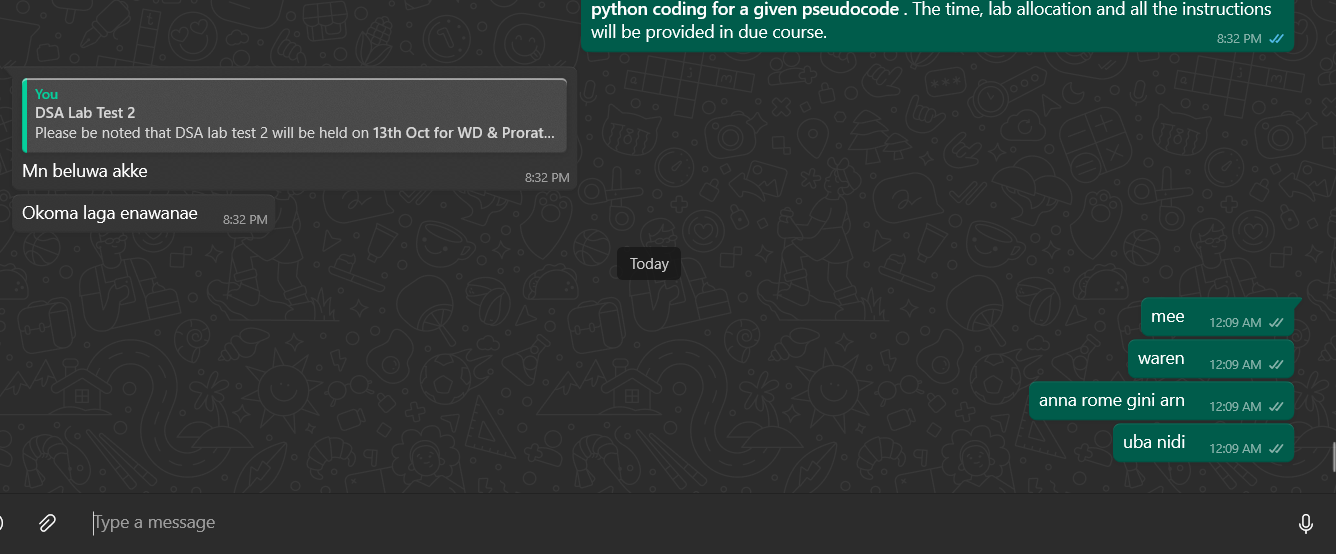 python coding for a given pseudocode . The time, lab allocation and all the instructions
will be provided in due course.
8:32 PM
You
DSA Lab Test 2
Please be noted that DSA lab test 2 will be held on 13th Oct for WD & Prorat...
Mn beluwa akke
8:32 PM
Okoma laga enawanae 8:32 PM
Today
mee 12:09 AM
waren 12:09 AM
anna rome gini arn 12:09 AM
uba nidi 12:09 AM
Type a message